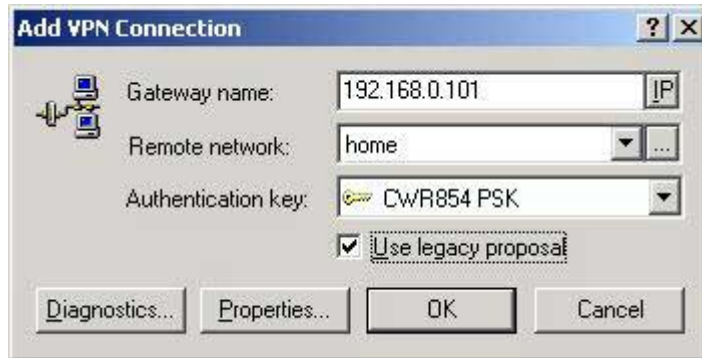 Add VPN Connection ? X
Gateway name: 192.168.0.101 IP
Remote network: home ...
Authentication key: CWR854 PSK
Use legacy proposal
Diagnostics... Properties... OK Cancel